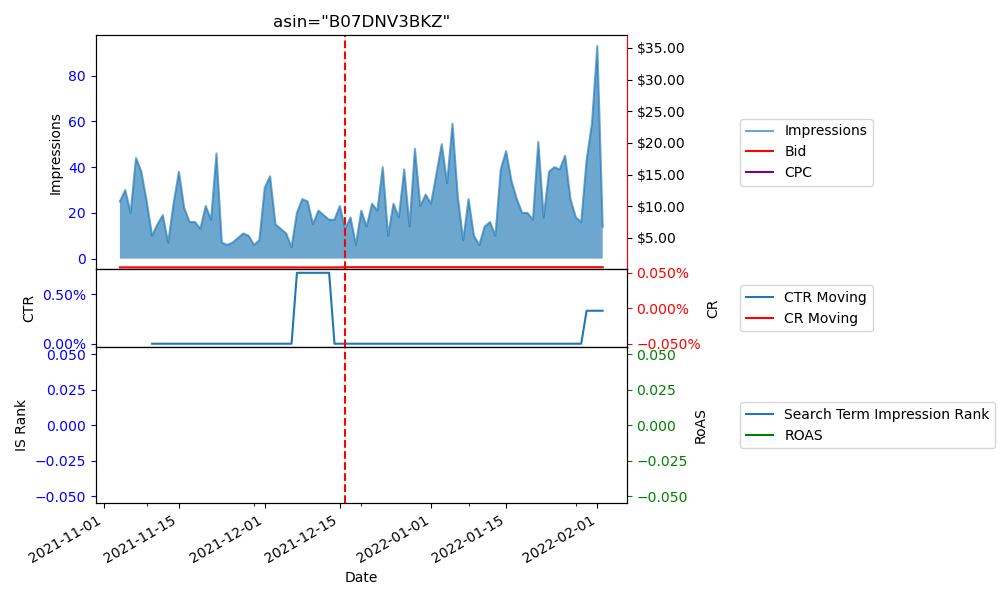 asin="B07DNV3BKZ"
Impressions
80
60
40
20
0
$35.00
$30.00
$25.00
$20.00
$15.00
$10.00
$5.00
Impressions
Bid
CPC
CTR
0.50%
0.00%
0.050%
0.000%
−0.050%
CR
CTR Moving
CR Moving
IS Rank
0.050
0.025
0.000
−0.025
−0.050
0.050
0.025
0.000
−0.025
−0.050
RoAS
Search Term Impression Rank
ROAS
2021-11-01
2021-11-15
2021-12-01
2021-12-15
2022-01-01
2022-01-15
2022-02-01
Date